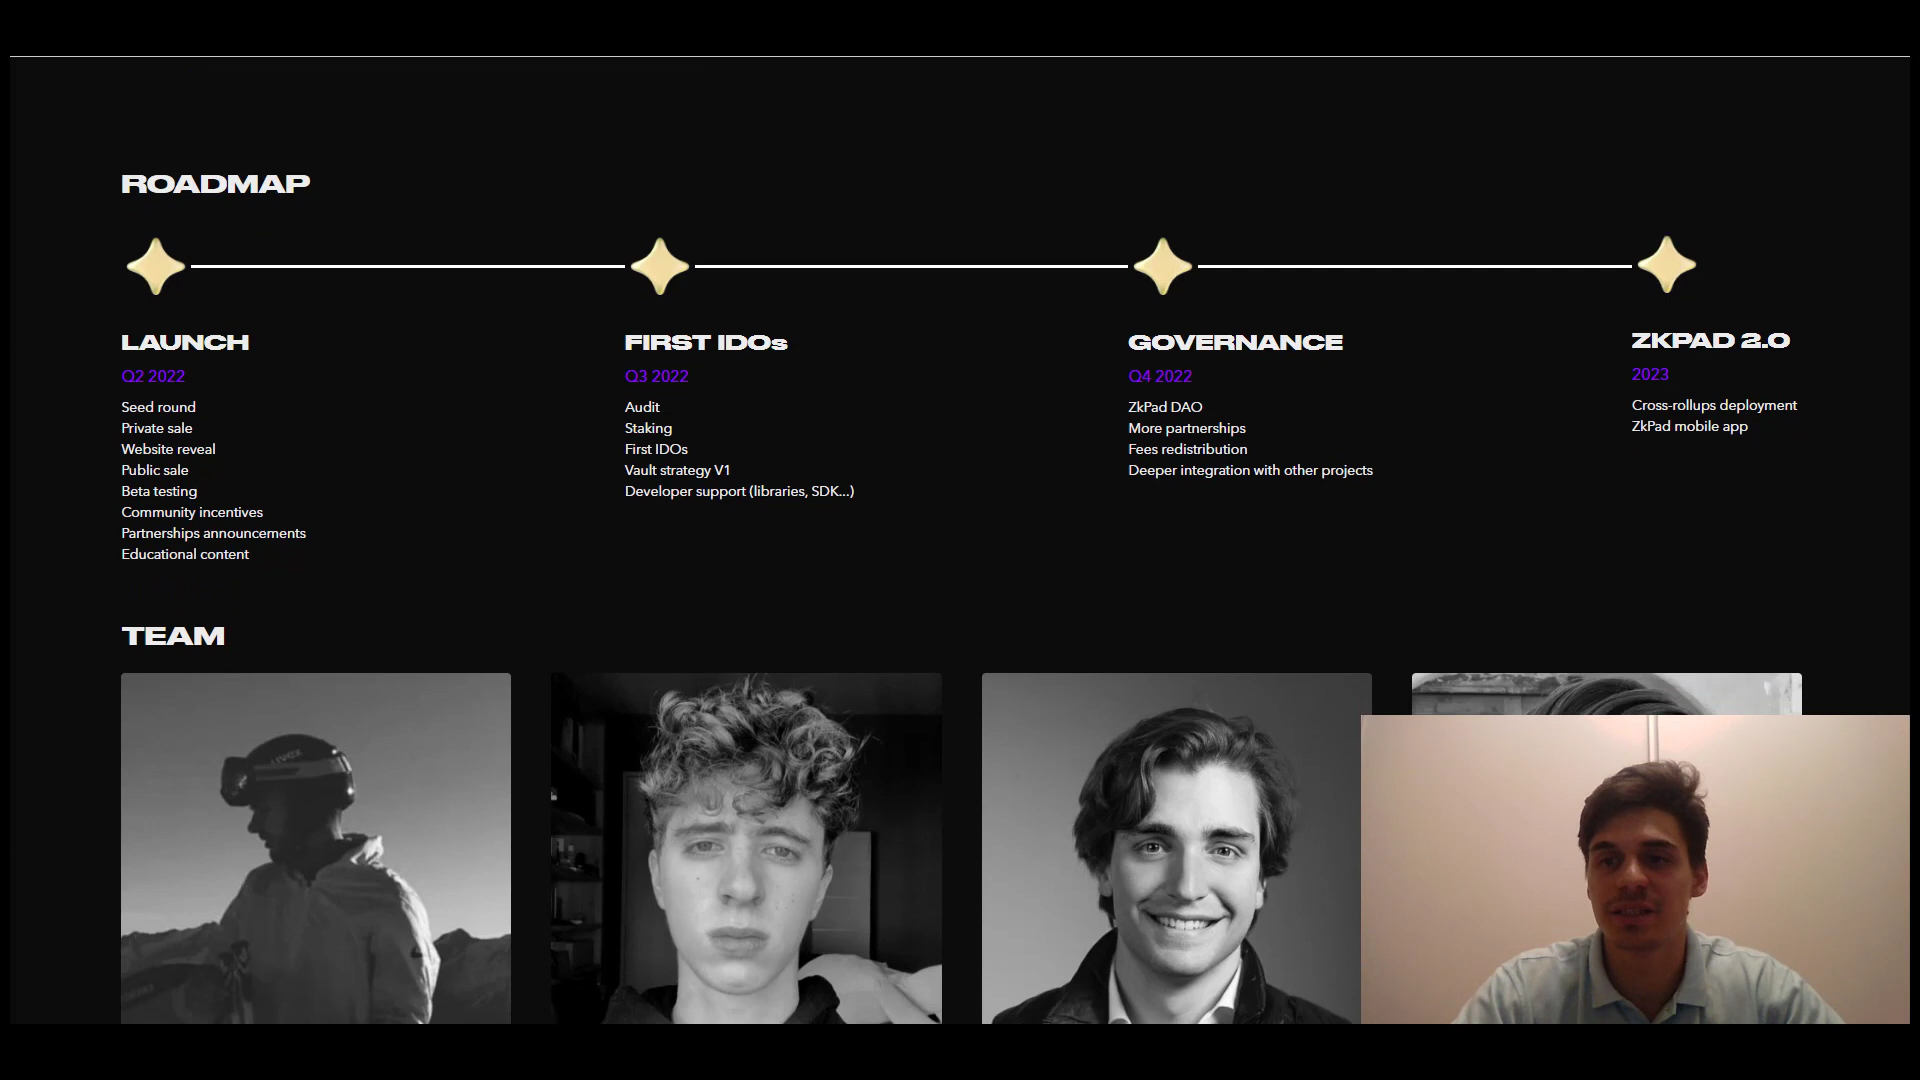 ROADMAP
LAUNCH
Q2 2022
Seed round
Private sale
Website reveal
Public sale
Beta testing
Community incentives
Partnerships announcements
Educational content
FIRST IDOs
Q3 2022
Audit
Staking
First IDOs
Vault strategy V1
Developer support (libraries, SDK...)
GOVERNANCE
Q4 2022
ZkPad DAO
More partnerships
Fees redistribution
Deeper integration with other projects
ZKPAD 2.0
2023
Cross-rollups deployment
ZkPad mobile app
TEAM
uvex